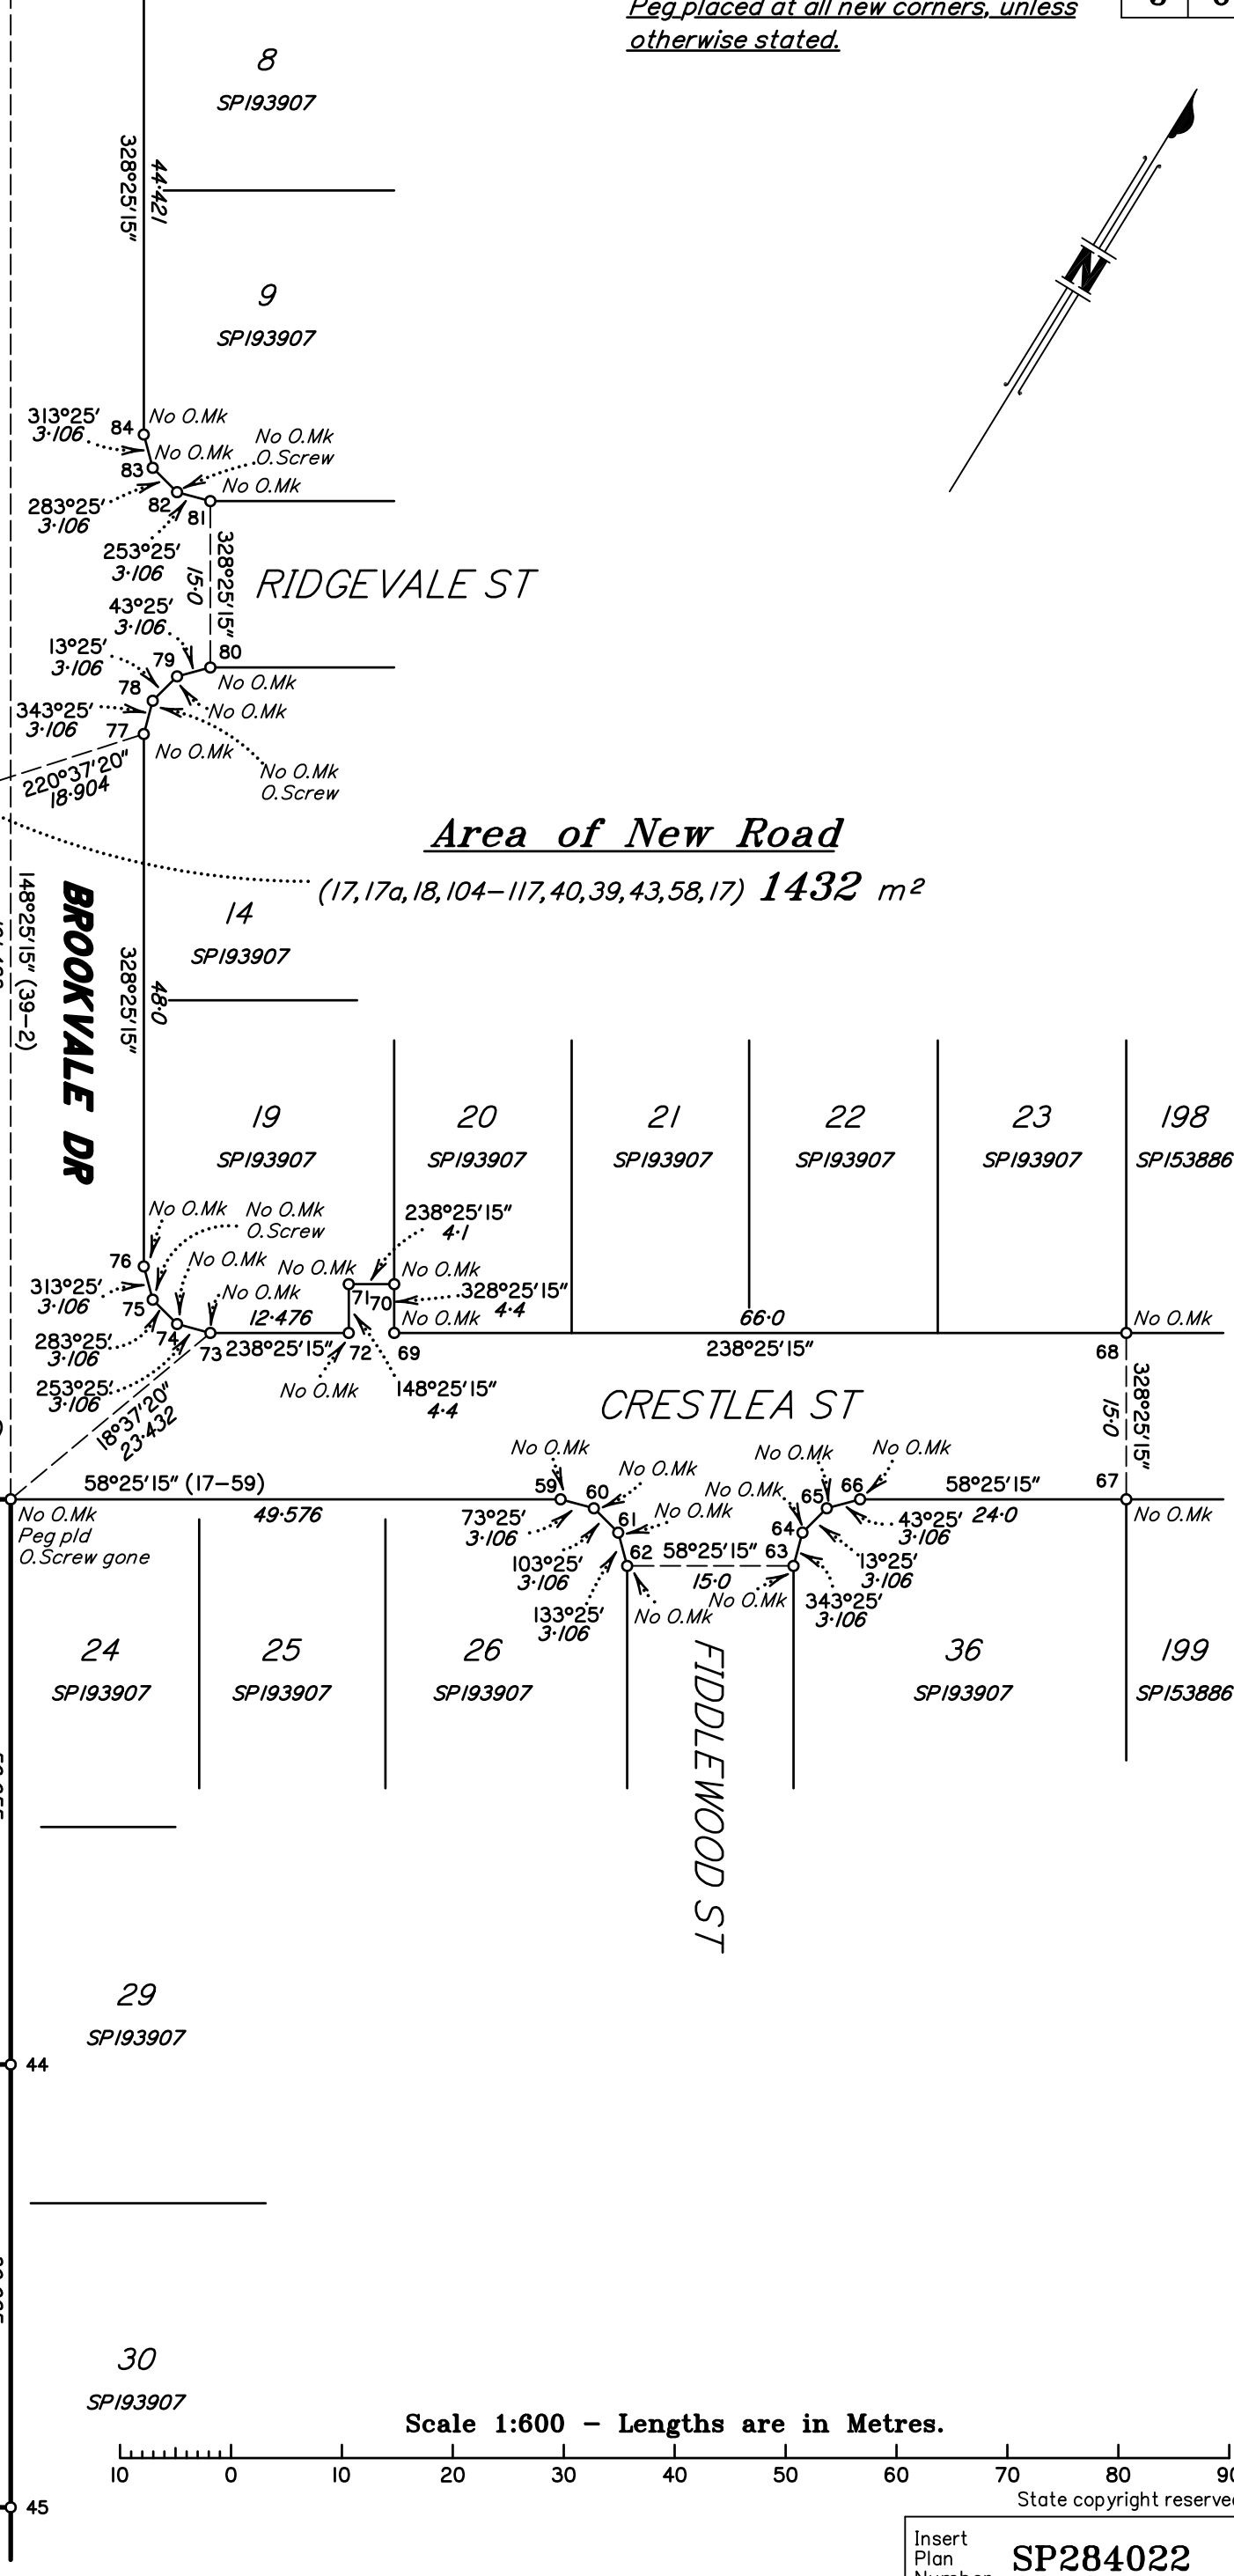 Peg placed at all new corners, unless
otherwise stated.
8
SP193907
328°25'15"
44·421
9
SP193907
N
313°25'
3·106
84
No O.Mk
No O.Mk
83
No O.Mk
O.Screw
No O.Mk
283°25'
3·106
82
81
253°25'
3·106
328°25'15"
15·0
RIDGEVALE ST
43°25'
3·106
13°25'
3·106
79
80
No O.Mk
78
No O.Mk
343°25'
3·106
77
No O.Mk
No O.Mk
O.Screw
220°37'20"
18·904
Area of New Road
(17,17a,18,104–117,40,39,43,58,17) 1432 m²
148°25'15" (39–2)
BROOKVALE DR
14
SP193907
328°25'15"
48·0
19
SP193907
20
SP193907
21
SP193907
22
SP193907
23
SP193907
198
SP153886
No O.Mk
No O.Mk
O.Screw
238°25'15"
4·1
76
No O.Mk
No O.Mk
No O.Mk
313°25'
3·106
No O.Mk
71
70
328°25'15"
4·4
75
12·476
No O.Mk
66·0
No O.Mk
283°25'
3·106
74
73
238°25'15"
72
69
238°25'15"
68
253°25'
3·106
No O.Mk
148°25'15"
4·4
18°37'20"
23·432
CRESTLEA ST
328°25'15"
15·0
No O.Mk
No O.Mk
No O.Mk
No O.Mk
58°25'15" (17–59)
59
60
No O.Mk
65
66
58°25'15"
67
No O.Mk
Peg pld
O.Screw gone
49·576
73°25'
3·106
61
No O.Mk
64
43°25'
3·106
24·0
No O.Mk
103°25'
3·106
62
58°25'15"
63
13°25'
3·106
15·0
133°25'
3·106
No O.Mk
No O.Mk
343°25'
3·106
24
SP193907
25
SP193907
26
SP193907
FIDDLEWOOD ST
36
SP193907
199
SP153886
29
SP193907
44
30
SP193907
Scale 1:600 – Lengths are in Metres.
10 0 10 20 30 40 50 60 70 80 90
State copyright reserved
45
Insert
Plan
Number
SP284022